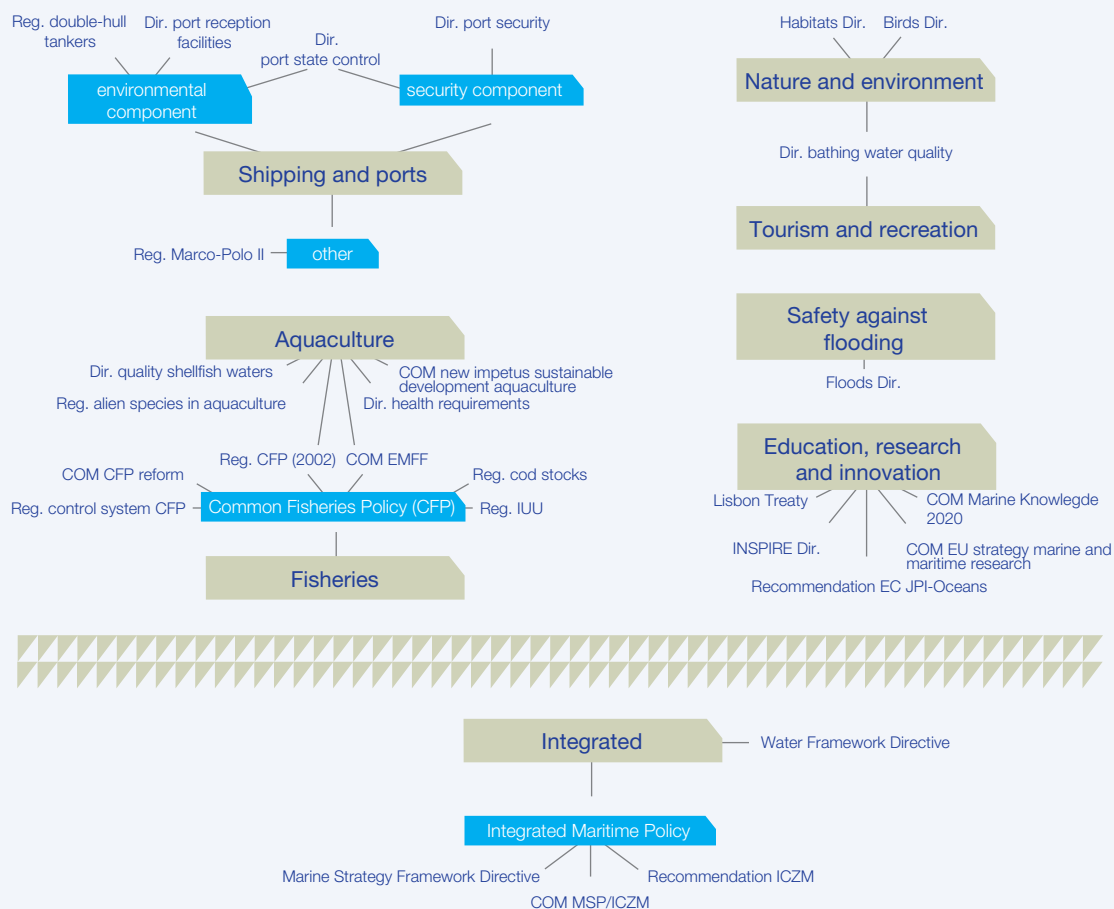 Reg. double-hull
tankers
Dir. port reception
facilities
Dir.
port state control
Dir. port security
environmental
component
security component
Shipping and ports
Reg. Marco-Polo II
other
Habitats Dir.
Birds Dir.
Nature and environment
Dir. bathing water quality
Tourism and recreation
Safety against
flooding
Floods Dir.
Aquaculture
Dir. quality shellfish waters
COM new impetus sustainable
development aquaculture
Reg. alien species in aquaculture
Dir. health requirements
Reg. CFP (2002)
COM EMFF
COM CFP reform
Reg. cod stocks
Reg. control system CFP
Common Fisheries Policy (CFP)
Reg. IUU
Fisheries
Education, research
and innovation
Lisbon Treaty
COM Marine Knowlegde
2020
INSPIRE Dir.
COM EU strategy marine and
maritime research
Recommendation EC JPI-Oceans
Integrated
Water Framework Directive
Integrated Maritime Policy
Marine Strategy Framework Directive
Recommendation ICZM
COM MSP/ICZM